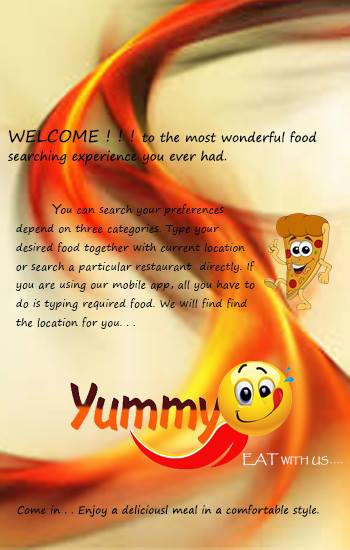 WELCOME ! ! ! to the most wonderful food
searching experience you ever had.
You can search your preferences
depend on three categories. Type your
desired food together with current location
or search a particular restaurant directly. If
you are using our mobile app, all you have to
do is typing required food. We will find find
the location for you. . .
Yummy
EAT WITH US....
Come in . . Enjoy a deliciousl meal in a comfortable style.